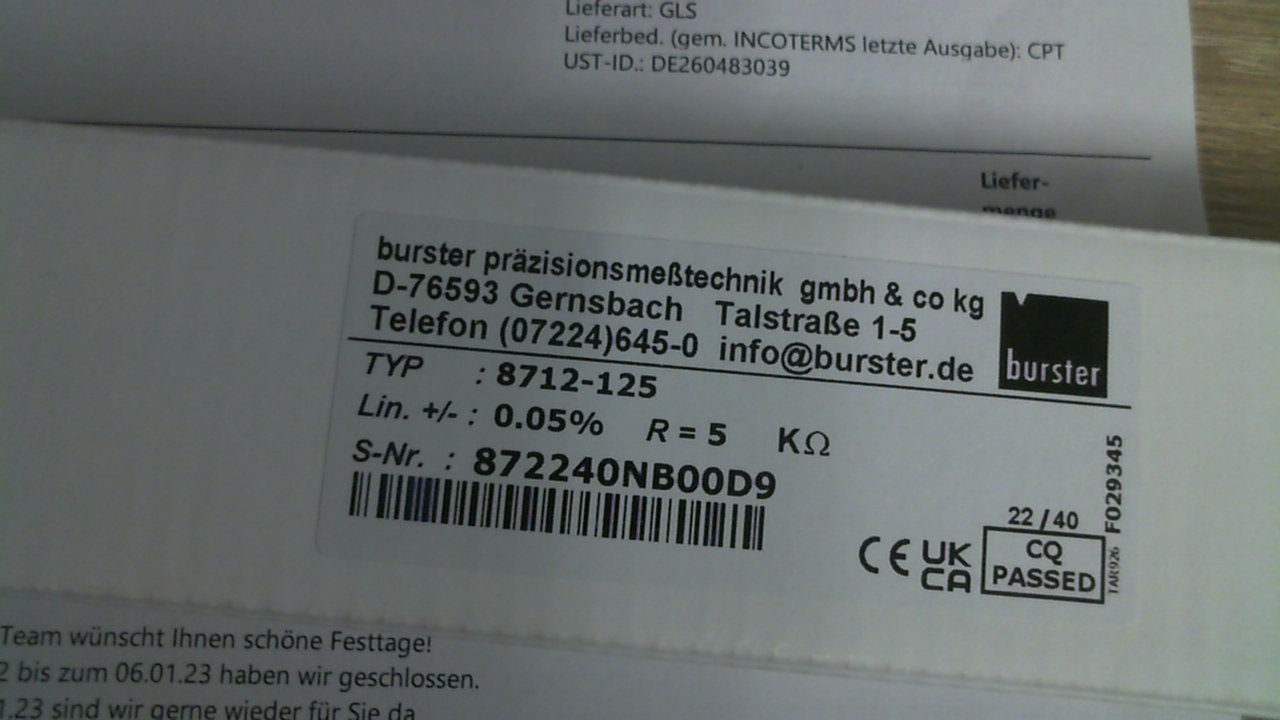 Lieferart: GLS
Lieferbed. (gem. INCOTERMS letzte Ausgabe): CPT
UST-ID.: DE260483039
Liefer-
menge
burster präzisionsmeßtechnik gmbh & co kg
D-76593 Gernsbach Talstraße 1-5
Telefon (07224)645-0 info@burster.de
burster
TYP : 8712-125
Lin. +/- : 0.05% R = 5 KΩ
S-Nr. : 872240NB00D9
22 / 40
CQ
PASSED
CE UK
CA
F029345
TAR926
Team wünscht Ihnen schöne Festtage!
2 bis zum 06.01.23 haben wir geschlossen.
1.23 sind wir gerne wieder für Sie da